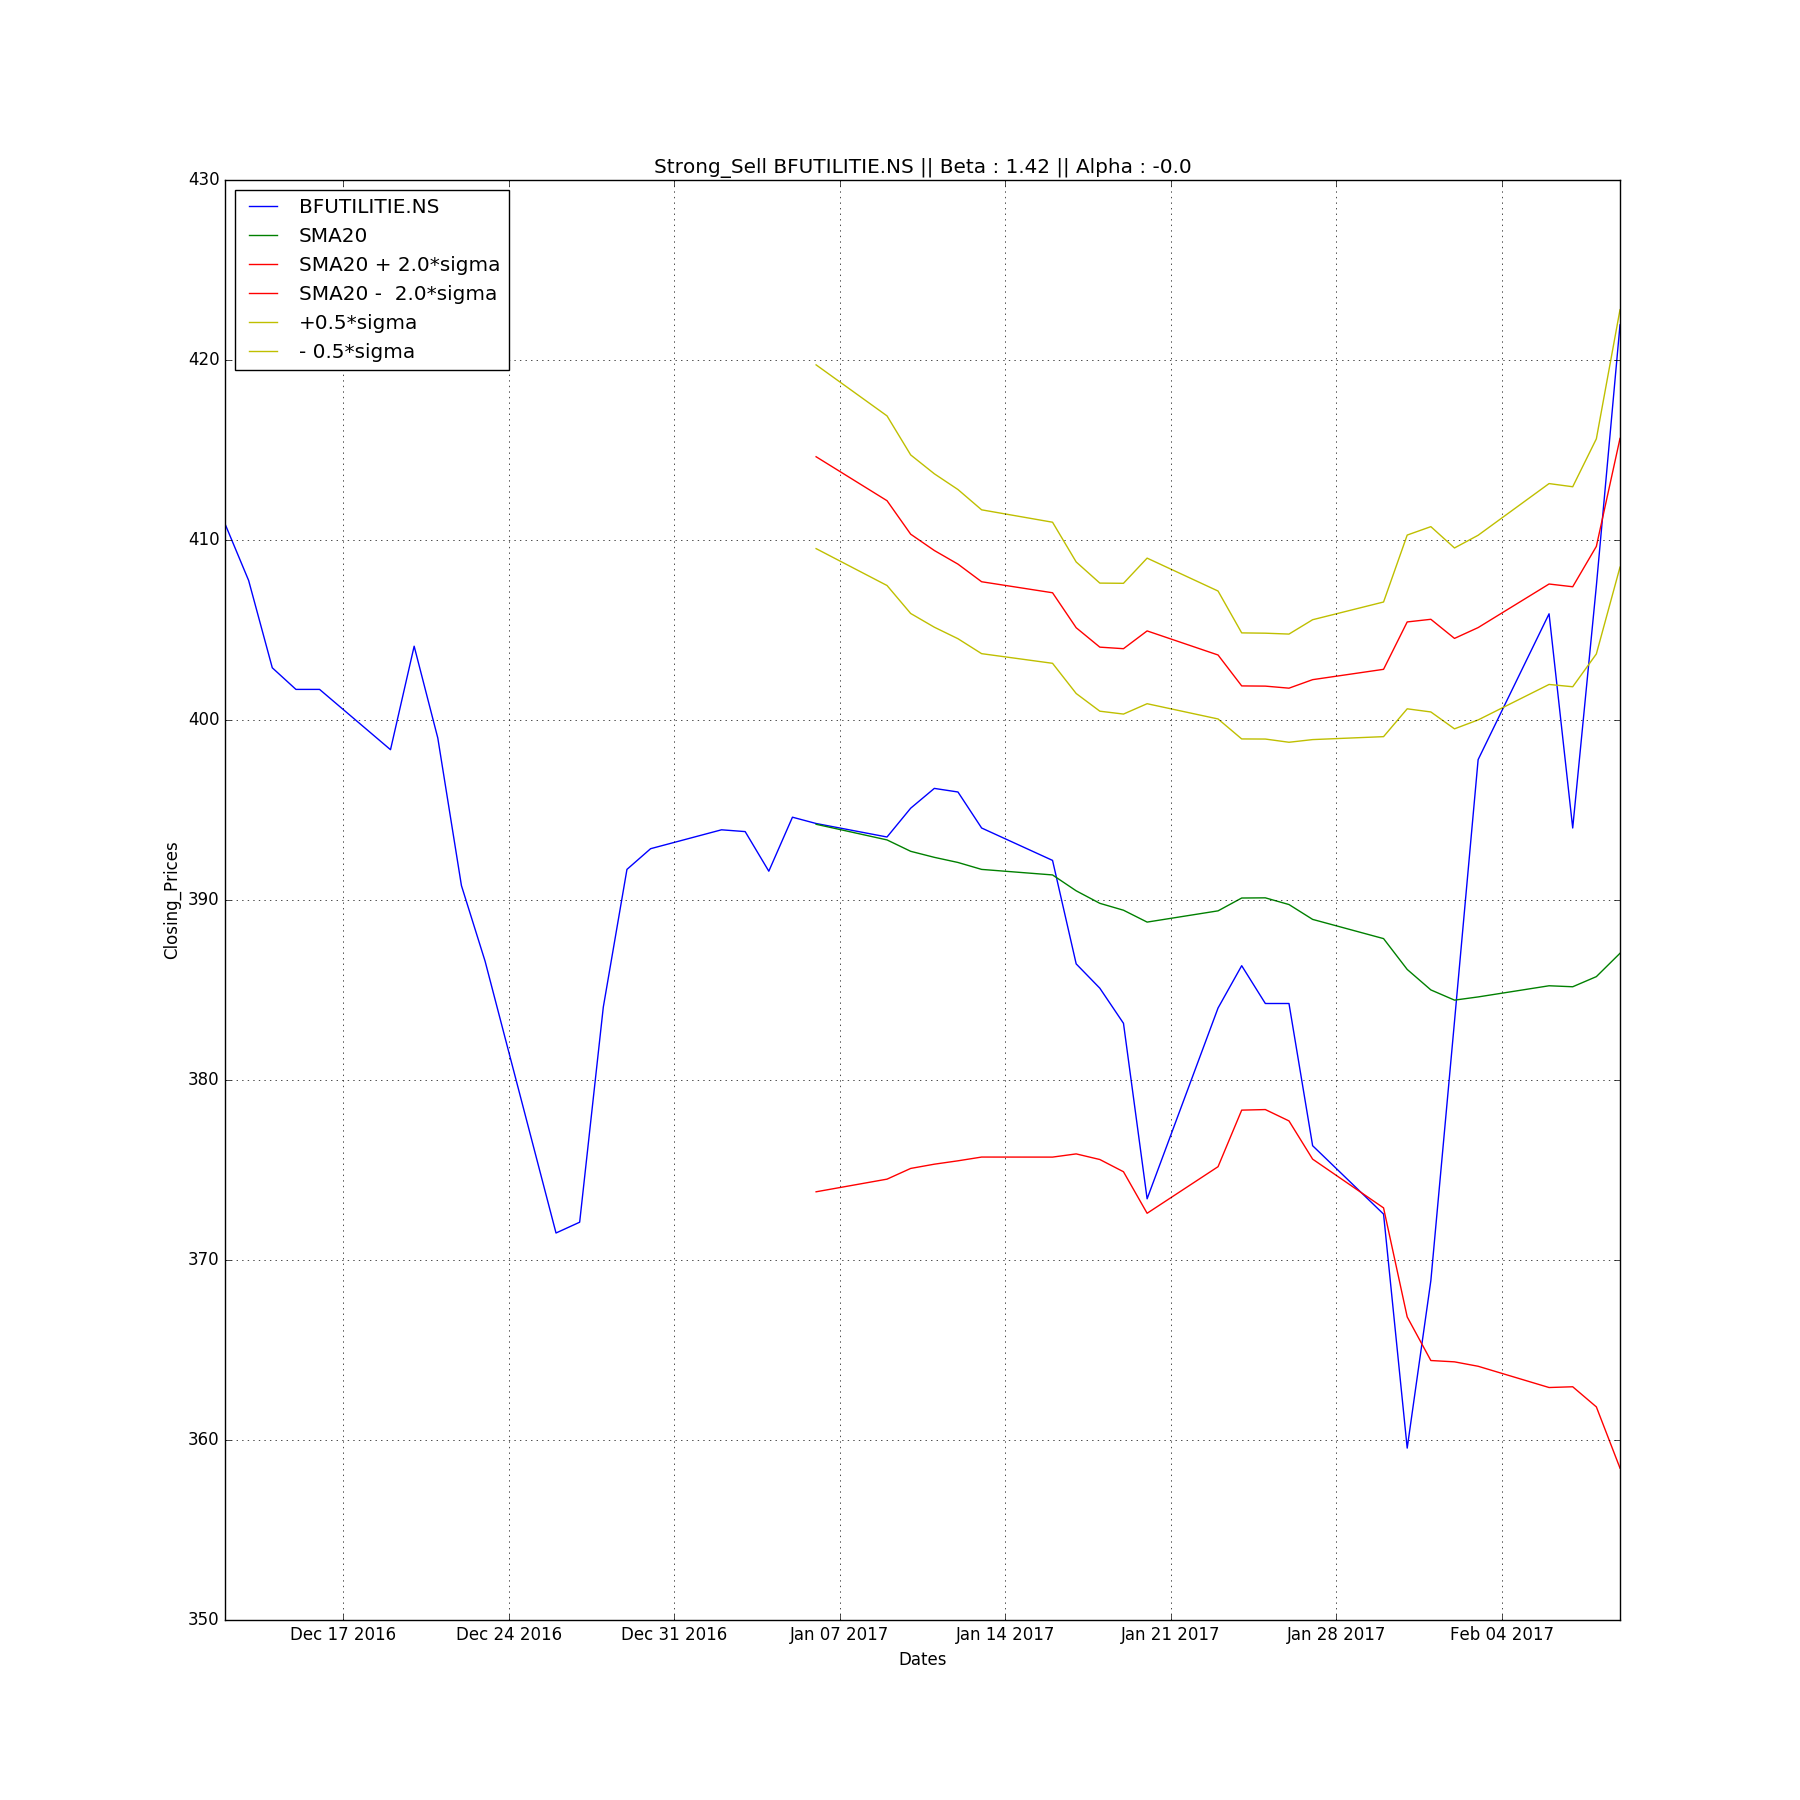 Strong_Sell BFUTILITIE.NS || Beta : 1.42 || Alpha : -0.0
BFUTILITIE.NS
SMA20
SMA20 + 2.0*sigma
SMA20 -  2.0*sigma
+0.5*sigma
- 0.5*sigma
430
420
410
400
390
380
370
360
350
Closing_Prices
Dec 17 2016 Dec 24 2016 Dec 31 2016 Jan 07 2017 Jan 14 2017 Jan 21 2017 Jan 28 2017 Feb 04 2017
Dates